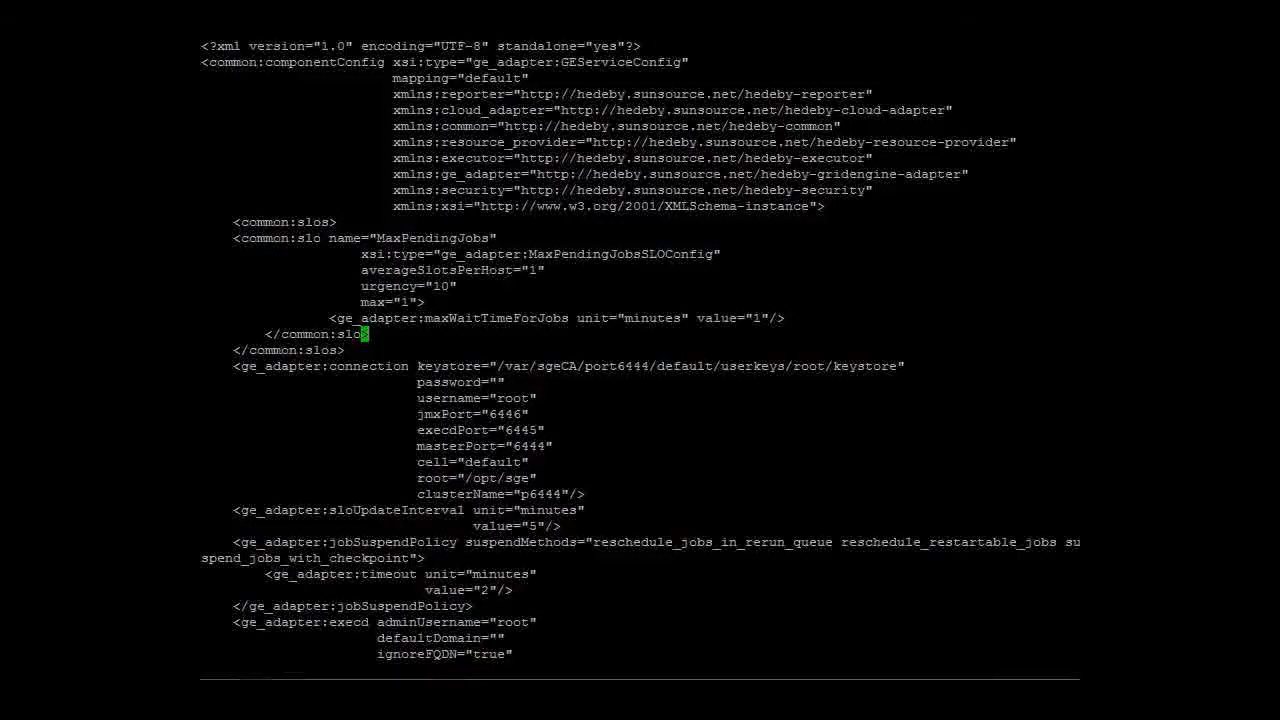 <?xml version="1.0" encoding="UTF-8" standalone="yes"?>
<common:componentConfig xsi:type="ge_adapter:GEServiceConfig"
mapping="default"
xmlns:reporter="http://hedeby.sunsource.net/hedeby-reporter"
xmlns:cloud_adapter="http://hedeby.sunsource.net/hedeby-cloud-adapter"
xmlns:common="http://hedeby.sunsource.net/hedeby-common"
xmlns:resource_provider="http://hedeby.sunsource.net/hedeby-resource-provider"
xmlns:executor="http://hedeby.sunsource.net/hedeby-executor"
xmlns:ge_adapter="http://hedeby.sunsource.net/hedeby-gridengine-adapter"
xmlns:security="http://hedeby.sunsource.net/hedeby-security"
xmlns:xsi="http://www.w3.org/2001/XMLSchema-instance">
<common:slos>
<common:slo name="MaxPendingJobs"
xsi:type="ge_adapter:MaxPendingJobsSLOConfig"
averageSlotsPerHost="1"
urgency="10"
max="1">
<ge_adapter:maxWaitTimeForJobs unit="minutes" value="1"/>
</common:slo>
</common:slos>
<ge_adapter:connection keystore="/var/sgeCA/port6444/default/userkeys/root/keystore"
password=""
username="root"
jmxPort="6446"
execdPort="6445"
masterPort="6444"
cell="default"
root="/opt/sge"
clusterName="p6444"/>
<ge_adapter:sloUpdateInterval unit="minutes"
value="5"/>
<ge_adapter:jobSuspendPolicy suspendMethods="reschedule_jobs_in_rerun_queue reschedule_restartable_jobs su
spend_jobs_with_checkpoint">
<ge_adapter:timeout unit="minutes"
value="2"/>
</ge_adapter:jobSuspendPolicy>
<ge_adapter:execd adminUsername="root"
defaultDomain=""
ignoreFQDN="true"